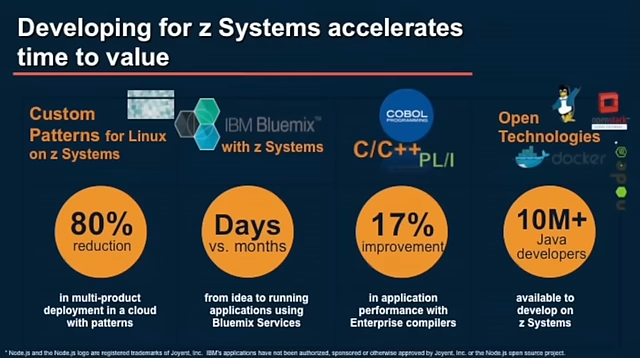 Developing for z Systems accelerates
time to value
Custom
Patterns for Linux
on z Systems
IBM Bluemix™
with z Systems
COBOL
PROGRAMMING
C/C++
PL/I
Open
Technologies
openstack
docker
node
80%
reduction
in multi-product
deployment in a cloud
with patterns
Days
vs. months
from idea to running
applications using
Bluemix Services
17%
improvement
in application
performance with
Enterprise compilers
10M+
Java
developers
available to
develop on
z Systems
* Node.js and the Node.js logo are registered trademarks of Joyent, Inc. IBM's applications have not been authorized, sponsored or otherwise approved by Joyent, Inc. or the Node.js open source project.